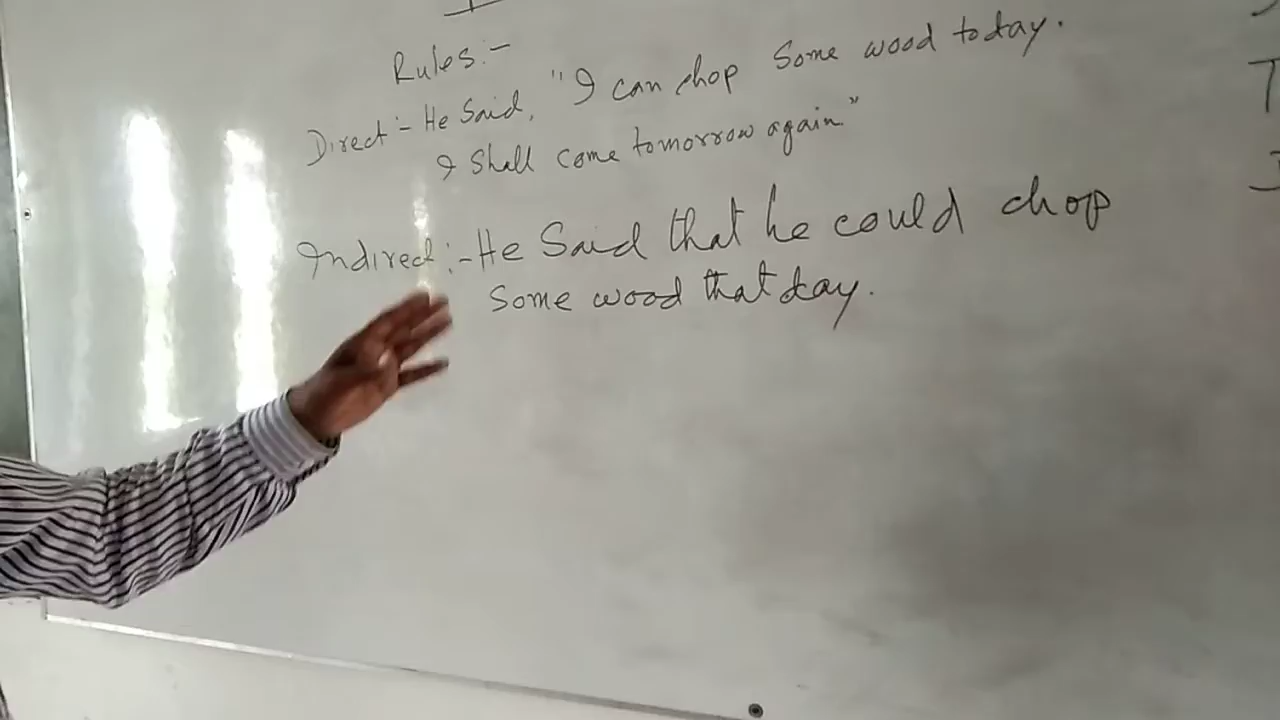 Rules:-
Direct:- He Said, "I can chop Some wood today.
I Shall come tomorrow again"
Indirect:- He Said that he could chop
Some wood that day.